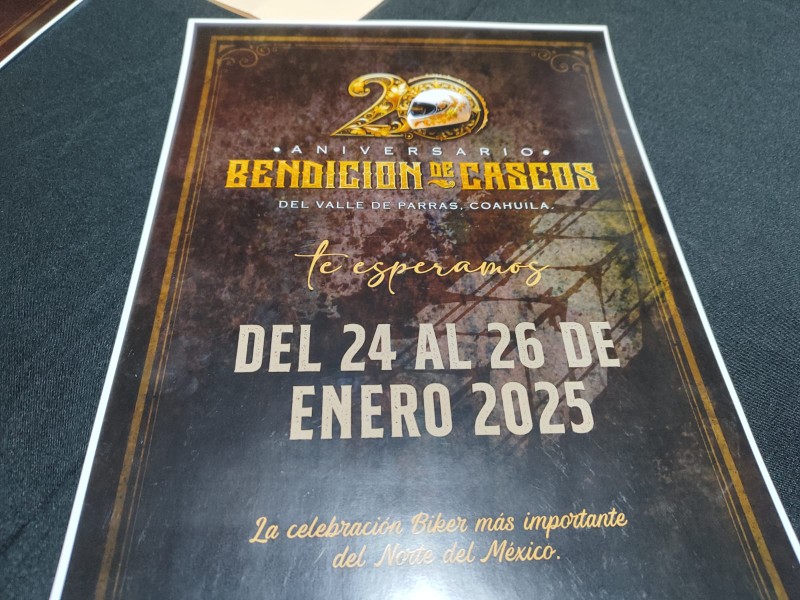 20
•ANIVERSARIO•
BENDICION DE CASCOS
DEL VALLE DE PARRAS, COAHUILA.
te esperamos
DEL 24 AL 26 DE
ENERO 2025
La celebración Biker más importante
del Norte del México.